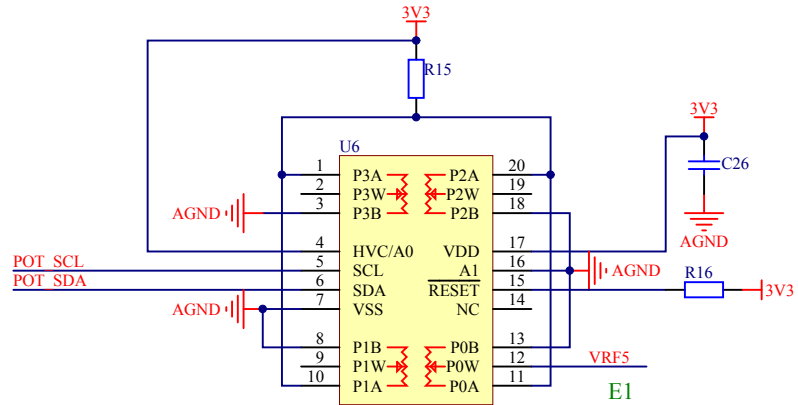 3V3
R15
U6
3V3
1 P3A P2A 20
2 P3W P2W 19
3 P3B P2B 18
C26
AGND
AGND
4 HVC/A0 VDD 17
POT_SCL 5 SCL A1 16 AGND
POT_SDA 6 SDA RESET 15 R16 3V3
AGND 7 VSS NC 14
8 P1B P0B 13
9 P1W P0W 12 VRF5
10 P1A P0A 11
E1